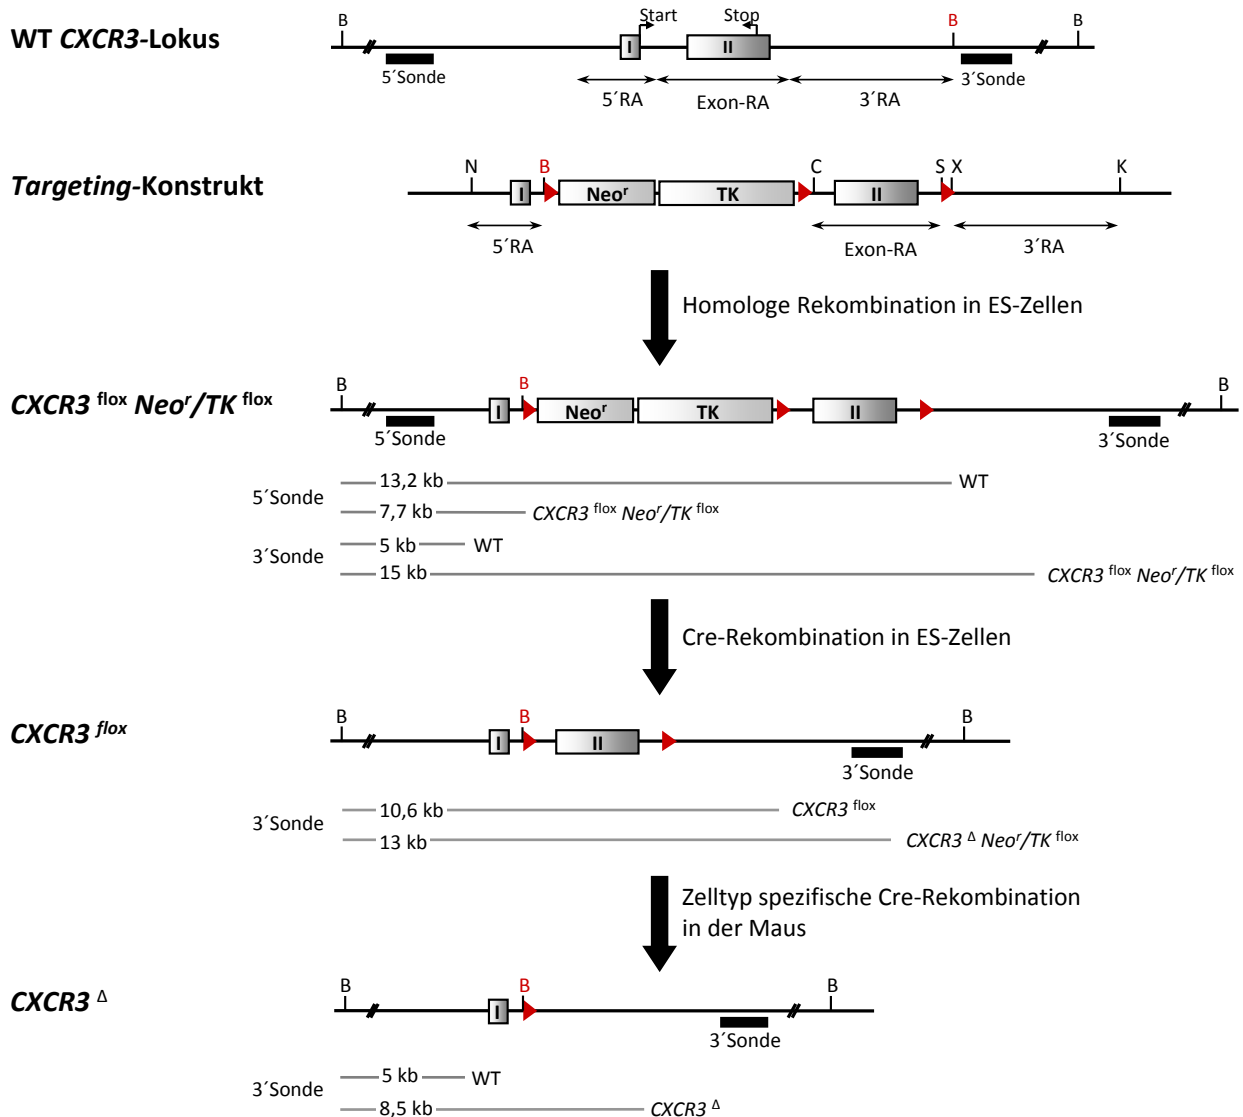 WT CXCR3-Lokus
B
Start
Stop
B
B
I
II
5´Sonde
3´Sonde
5´RA
Exon-RA
3´RA
Targeting-Konstrukt
N
B
C
S
X
K
I
Neoʳ
TK
II
5´RA
Exon-RA
3´RA
Homologe Rekombination in ES-Zellen
CXCR3 flox Neoʳ/TK flox
B
B
B
I
Neoʳ
TK
II
5´Sonde
3´Sonde
5´Sonde
13,2 kb
WT
7,7 kb
CXCR3 flox Neoʳ/TK flox
3´Sonde
5 kb
WT
15 kb
CXCR3 flox Neoʳ/TK flox
Cre-Rekombination in ES-Zellen
CXCR3 flox
B
B
B
I
II
3´Sonde
3´Sonde
10,6 kb
CXCR3 flox
13 kb
CXCR3 Δ Neoʳ/TK flox
Zelltyp spezifische Cre-Rekombination
in der Maus
CXCR3 Δ
B
B
B
I
3´Sonde
3´Sonde
5 kb
WT
8,5 kb
CXCR3 Δ